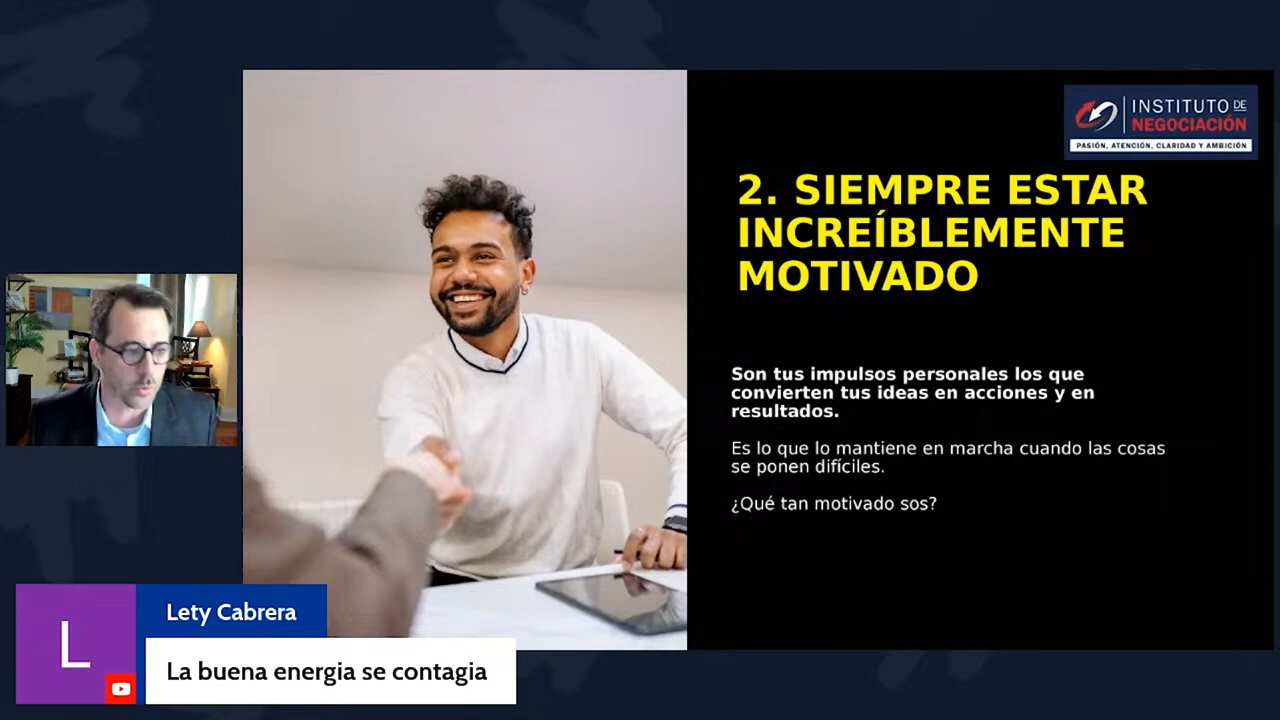 INSTITUTO DE
NEGOCIACIÓN
PASIÓN, ATENCIÓN, CLARIDAD Y AMBICIÓN
2. SIEMPRE ESTAR
INCREÍBLEMENTE
MOTIVADO
Son tus impulsos personales los que
convierten tus ideas en acciones y en
resultados.
Es lo que lo mantiene en marcha cuando las cosas
se ponen difíciles.
¿Qué tan motivado sos?
L
Lety Cabrera
La buena energia se contagia